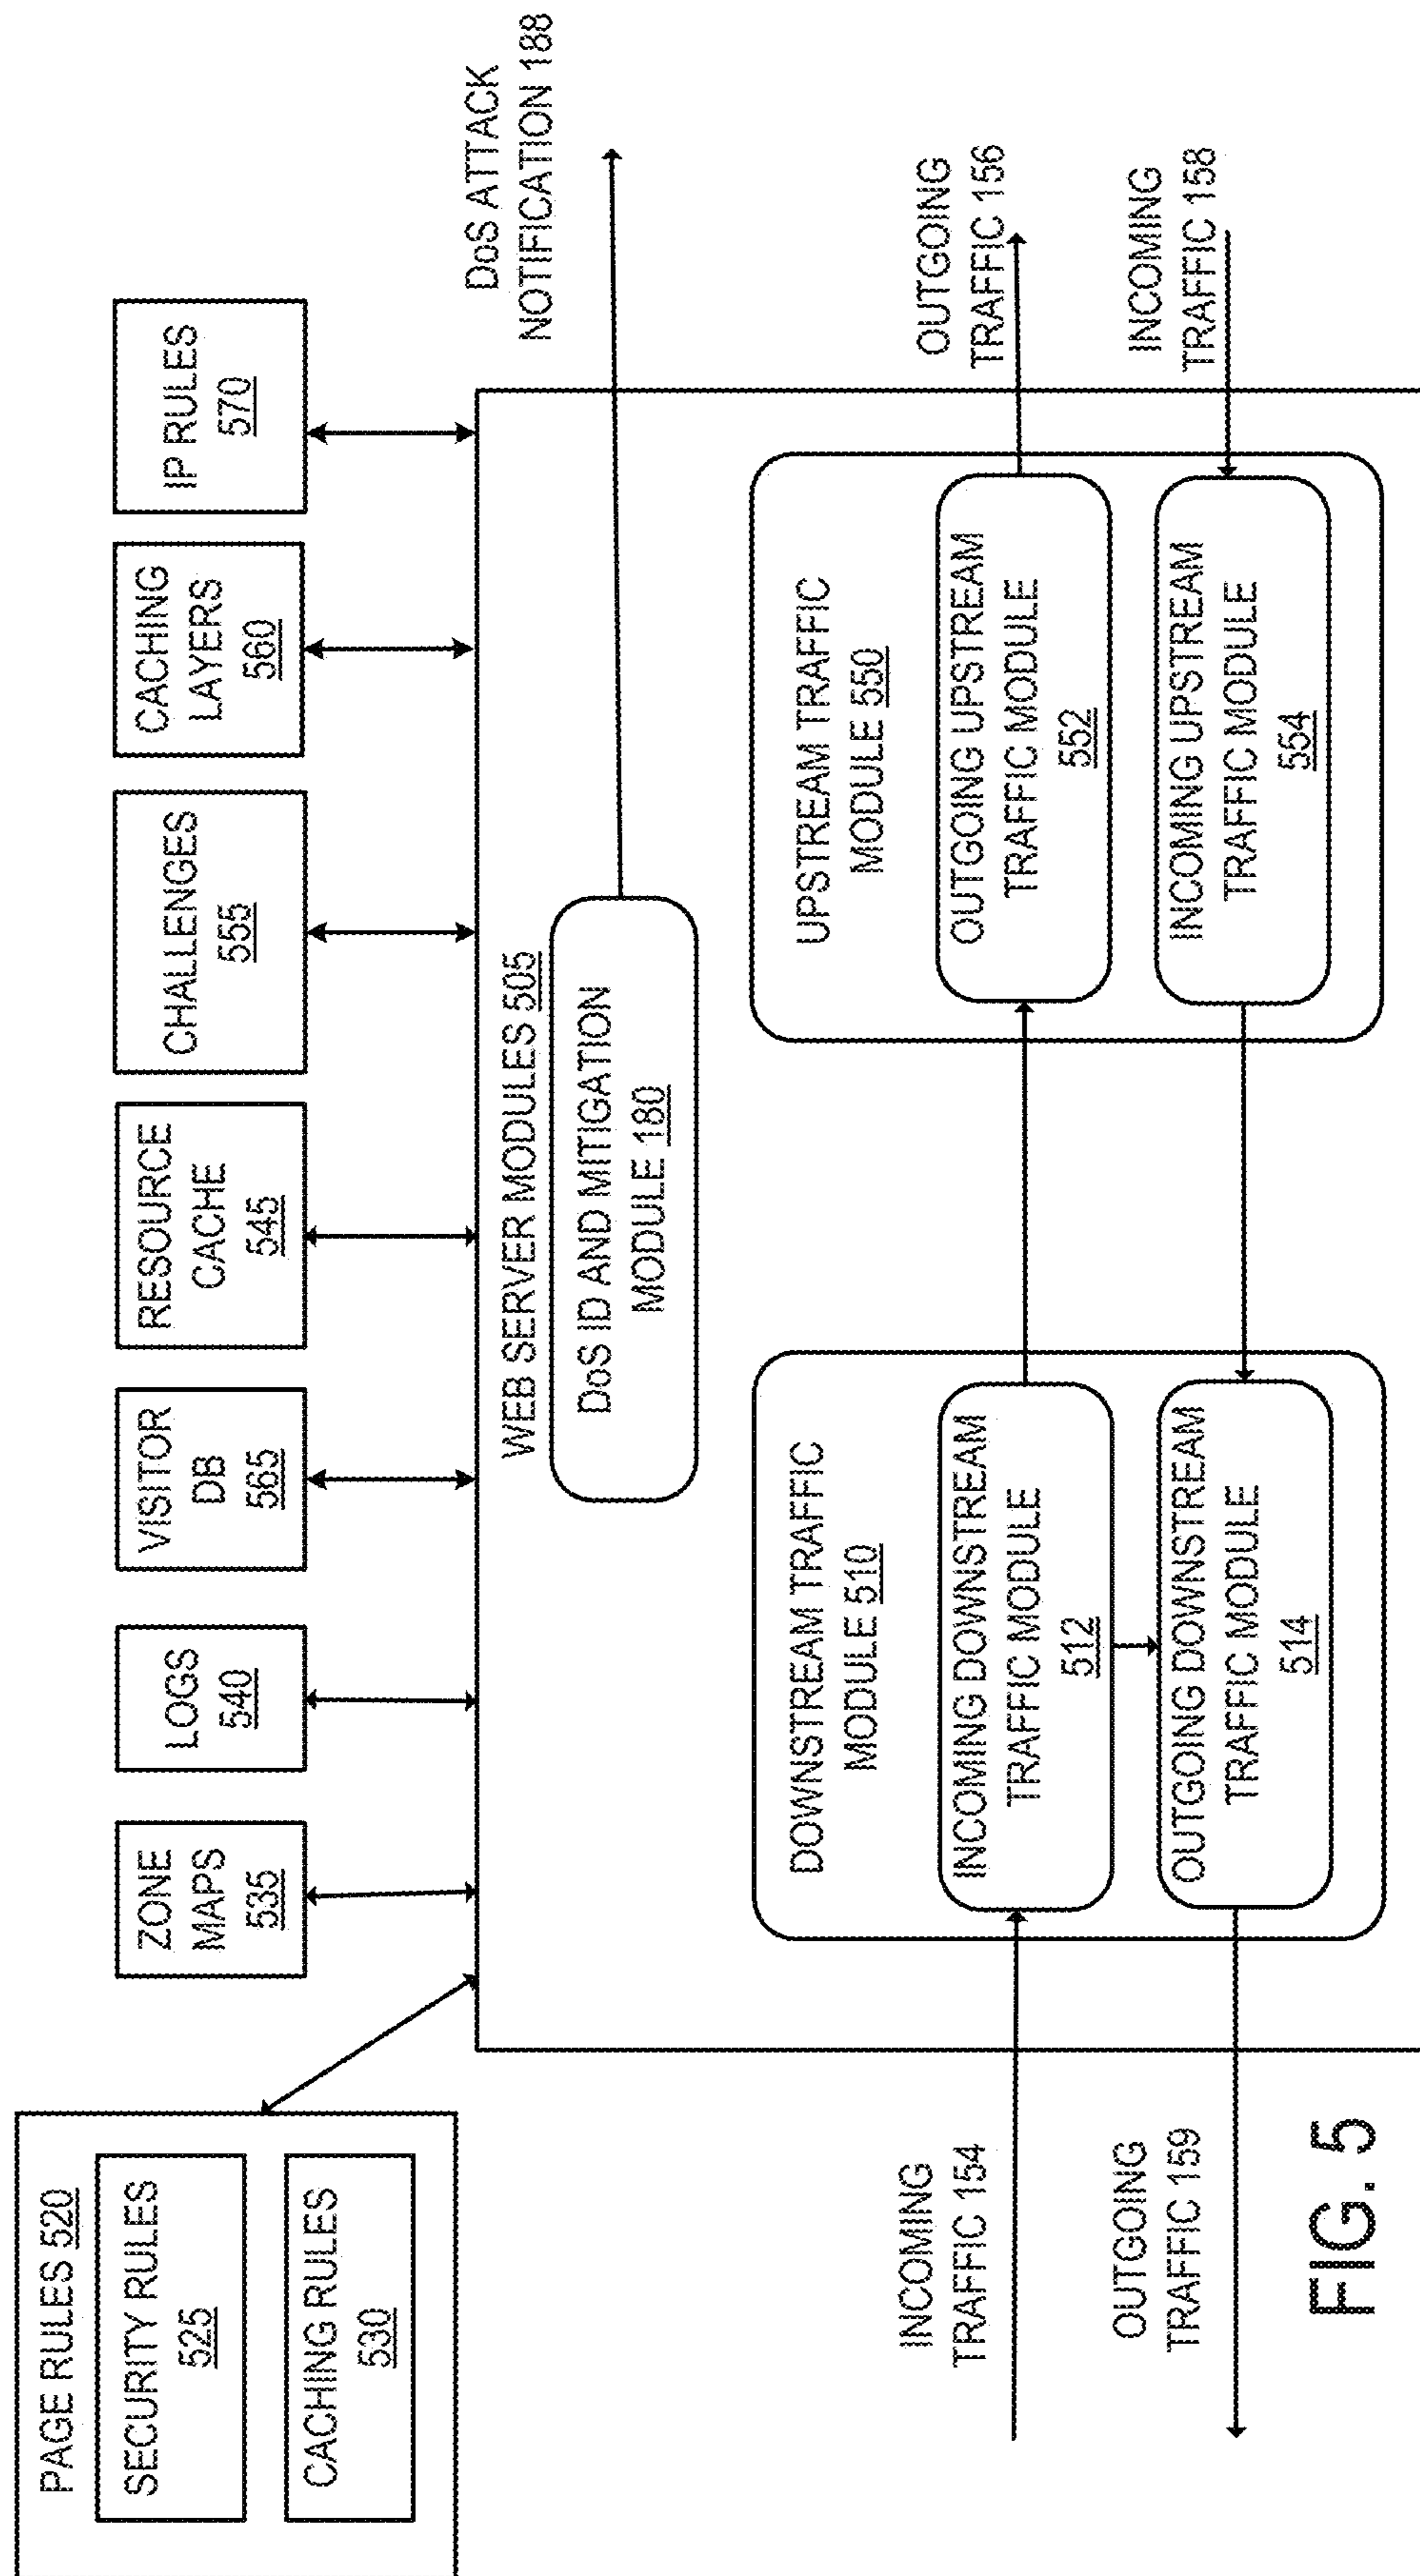 PAGE RULES 520
SECURITY RULES
525
CACHING RULES
530
ZONE
MAPS
535
LOGS
540
VISITOR
DB
565
RESOURCE
CACHE
545
CHALLENGES
555
CACHING
LAYERS
560
IP RULES
570
WEB SERVER MODULES 505
DoS ID AND MITIGATION
MODULE 180
DoS ATTACK
NOTIFICATION 188
DOWNSTREAM TRAFFIC
MODULE 510
INCOMING DOWNSTREAM
TRAFFIC MODULE
512
OUTGOING DOWNSTREAM
TRAFFIC MODULE
514
UPSTREAM TRAFFIC
MODULE 550
OUTGOING UPSTREAM
TRAFFIC MODULE
552
INCOMING UPSTREAM
TRAFFIC MODULE
554
INCOMING
TRAFFIC 154
OUTGOING
TRAFFIC 159
OUTGOING
TRAFFIC 156
INCOMING
TRAFFIC 158
FIG. 5